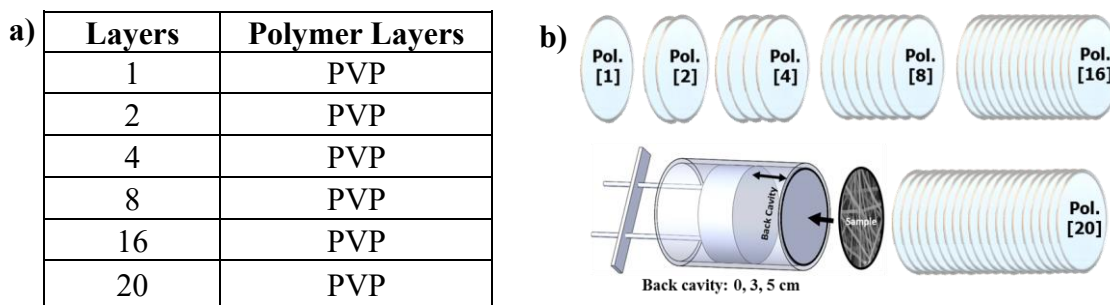 a)
Layers Polymer Layers
1 PVP
2 PVP
4 PVP
8 PVP
16 PVP
20 PVP
b)
Pol. [1]
Pol. [2]
Pol. [4]
Pol. [8]
Pol. [16]
Back Cavity
Sample
Pol. [20]
Back cavity: 0, 3, 5 cm